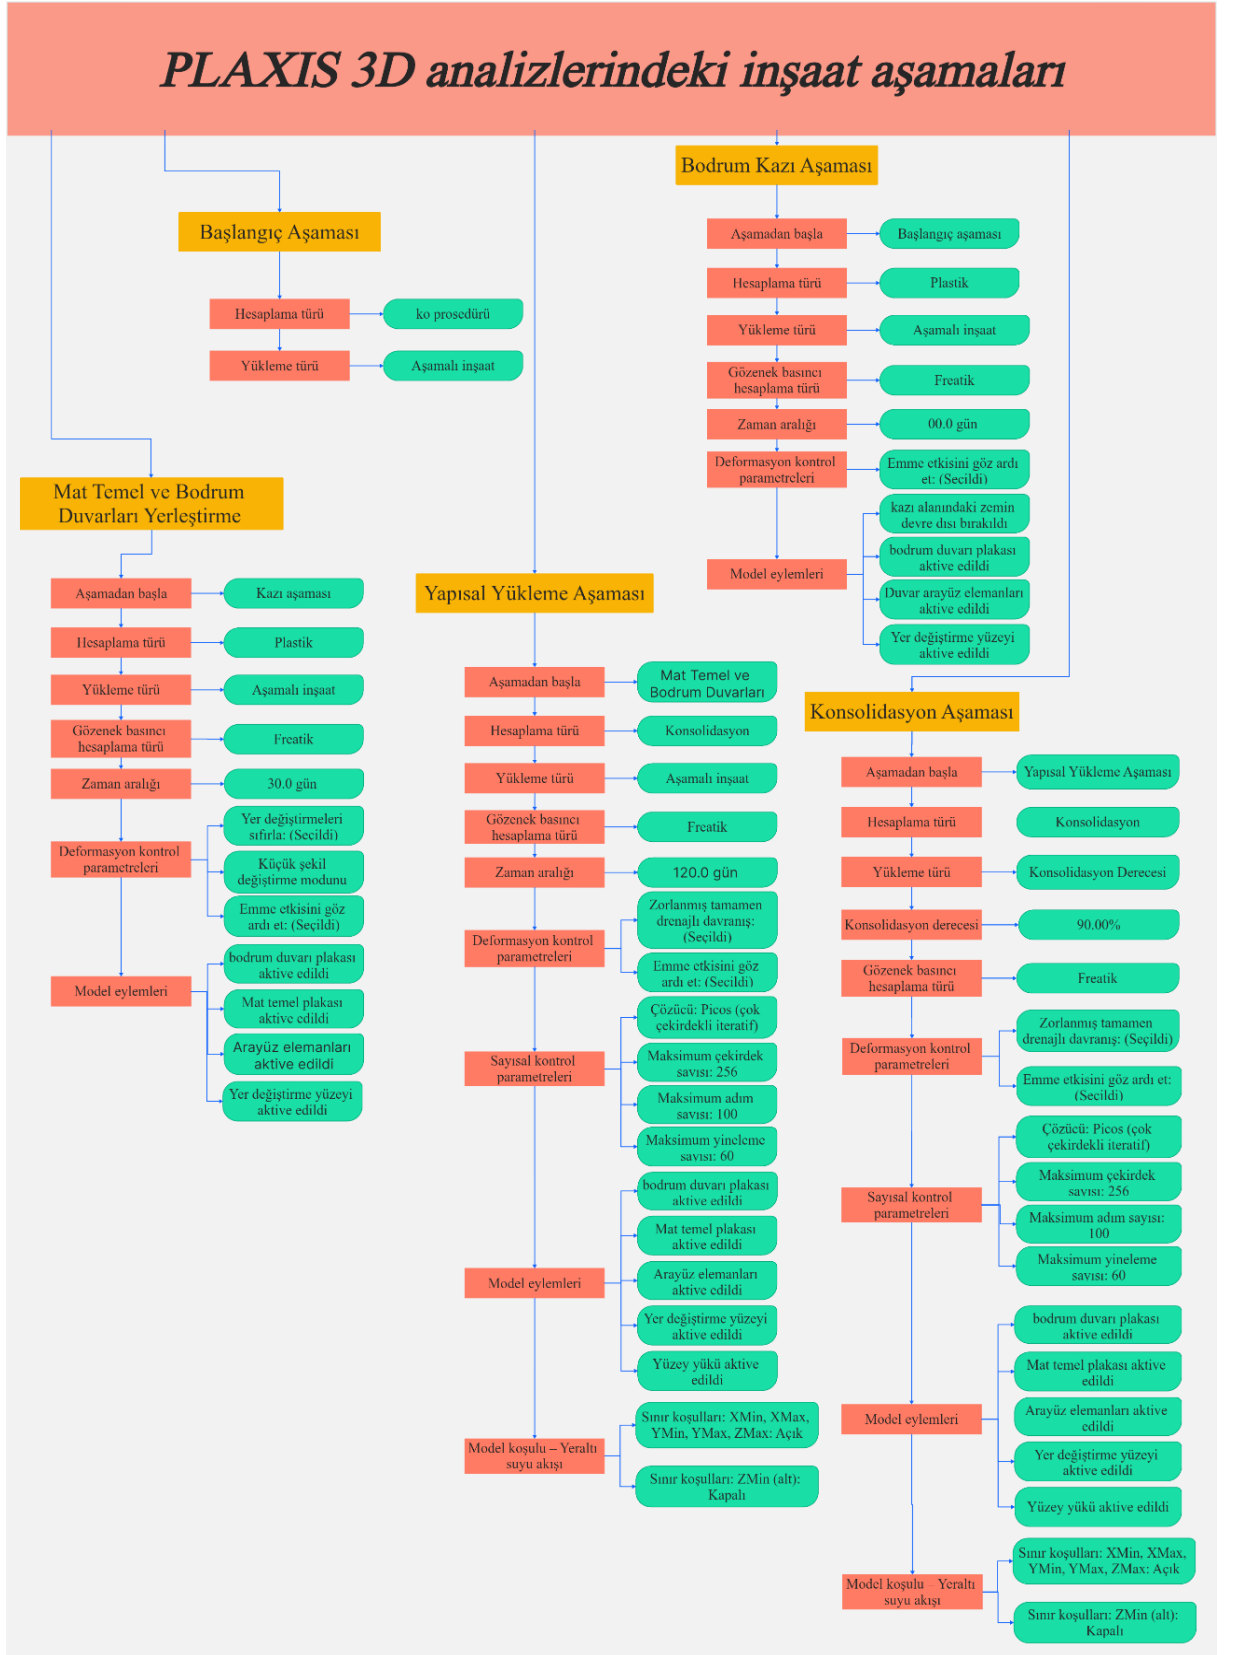 PLAXIS 3D analizlerindeki inşaat aşamaları
Başlangıç Aşaması
Hesaplama türü
ko prosedürü
Yükleme türü
Aşamalı inşaat
Mat Temel ve Bodrum
Duvarları Yerleştirme
Aşamadan başla
Kazı aşaması
Hesaplama türü
Plastik
Yükleme türü
Aşamalı inşaat
Gözenek basıncı
hesaplama türü
Freatik
Zaman aralığı
30.0 gün
Deformasyon kontrol
parametreleri
Yer değiştirmeleri
sıfırla: (Seçildi)
Küçük şekil
değiştirme modunu
Emme etkisini göz
ardı et: (Seçildi)
Model eylemleri
bodrum duvarı plakası
aktive edildi
Mat temel plakası
aktive edildi
Arayüz elemanları
aktive edildi
Yer değiştirme yüzeyi
aktive edildi
Yapısal Yükleme Aşaması
Aşamadan başla
Mat Temel ve
Bodrum Duvarları
Hesaplama türü
Konsolidasyon
Yükleme türü
Aşamalı inşaat
Gözenek basıncı
hesaplama türü
Freatik
Zaman aralığı
120.0 gün
Deformasyon kontrol
parametreleri
Zorlanmış tamamen
drenajlı davranış:
(Seçildi)
Emme etkisini göz
ardı et: (Seçildi)
Sayısal kontrol
parametreleri
Çözücü: Picos (çok
çekirdekli iteratif)
Maksimum çekirdek
sayısı: 256
Maksimum adım
sayısı: 100
Maksimum yineleme
sayısı: 60
Model eylemleri
bodrum duvarı plakası
aktive edildi
Mat temel plakası
aktive edildi
Arayüz elemanları
aktive edildi
Yer değiştirme yüzeyi
aktive edildi
Yüzey yükü aktive
edildi
Model koşulu – Yeraltı
suyu akışı
Sınır koşulları: XMin, XMax,
YMin, YMax, ZMax: Açık
Sınır koşulları: ZMin (alt):
Kapalı
Bodrum Kazı Aşaması
Aşamadan başla
Başlangıç aşaması
Hesaplama türü
Plastik
Yükleme türü
Aşamalı inşaat
Gözenek basıncı
hesaplama türü
Freatik
Zaman aralığı
00.0 gün
Deformasyon kontrol
parametreleri
Emme etkisini göz ardı
et: (Seçildi)
Model eylemleri
kazı alanındaki zemin
devre dışı bırakıldı
bodrum duvarı plakası
aktive edildi
Duvar arayüz elemanları
aktive edildi
Yer değiştirme yüzeyi
aktive edildi
Konsolidasyon Aşaması
Aşamadan başla
Yapısal Yükleme Aşaması
Hesaplama türü
Konsolidasyon
Yükleme türü
Konsolidasyon Derecesi
Konsolidasyon derecesi
90.00%
Gözenek basıncı
hesaplama türü
Freatik
Deformasyon kontrol
parametreleri
Zorlanmış tamamen
drenajlı davranış: (Seçildi)
Emme etkisini göz ardı et:
(Seçildi)
Sayısal kontrol
parametreleri
Çözücü: Picos (çok
çekirdekli iteratif)
Maksimum çekirdek
sayısı: 256
Maksimum adım sayısı:
100
Maksimum yineleme
sayısı: 60
Model eylemleri
bodrum duvarı plakası
aktive edildi
Mat temel plakası aktive
edildi
Arayüz elemanları aktive
edildi
Yer değiştirme yüzeyi
aktive edildi
Yüzey yükü aktive edildi
Model koşulu – Yeraltı
suyu akışı
Sınır koşulları: XMin, XMax,
YMin, YMax, ZMax: Açık
Sınır koşulları: ZMin (alt):
Kapalı